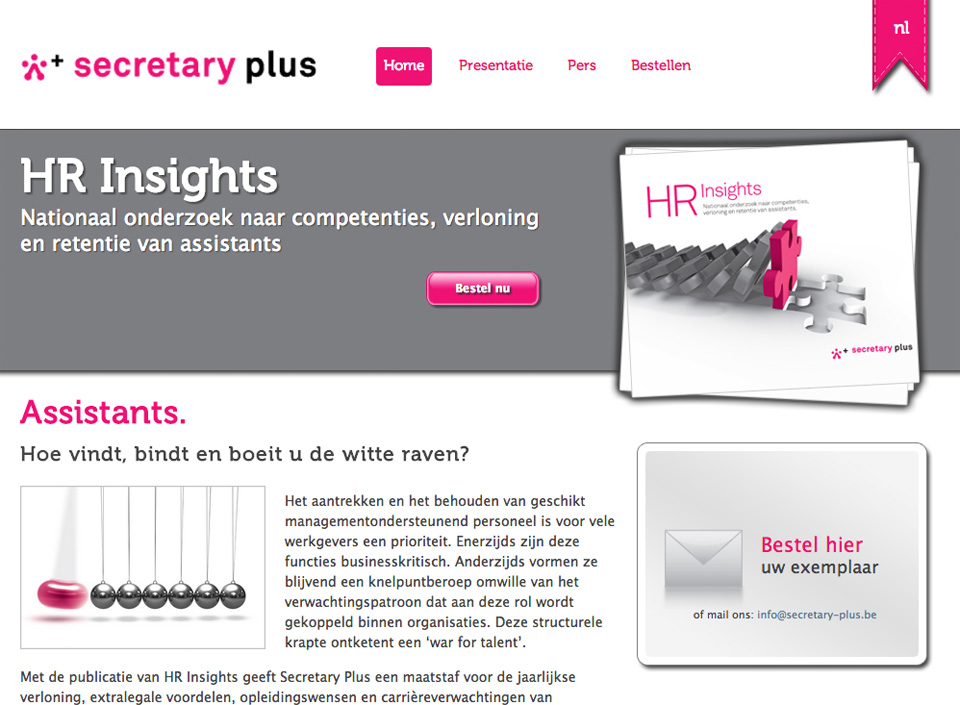 secretary plus
Home
Presentatie
Pers
Bestellen
nl
HR Insights
Nationaal onderzoek naar competenties, verloning
en retentie van assistants
Bestel nu
HR Insights
Nationaal onderzoek naar competenties,
verloning en retentie van assistants.
secretary plus
Assistants.
Hoe vindt, bindt en boeit u de witte raven?
Het aantrekken en het behouden van geschikt
managementondersteunend personeel is voor vele
werkgevers een prioriteit. Enerzijds zijn deze
functies businesskritisch. Anderzijds vormen ze
blijvend een knelpuntberoep omwille van het
verwachtingspatroon dat aan deze rol wordt
gekoppeld binnen organisaties. Deze structurele
krapte ontketent een ‘war for talent’.
Met de publicatie van HR Insights geeft Secretary Plus een maatstaf voor de jaarlijkse
verloning, extralegale voordelen, opleidingswensen en carrièreverwachtingen van
Bestel hier
uw exemplaar
of mail ons: info@secretary-plus.be